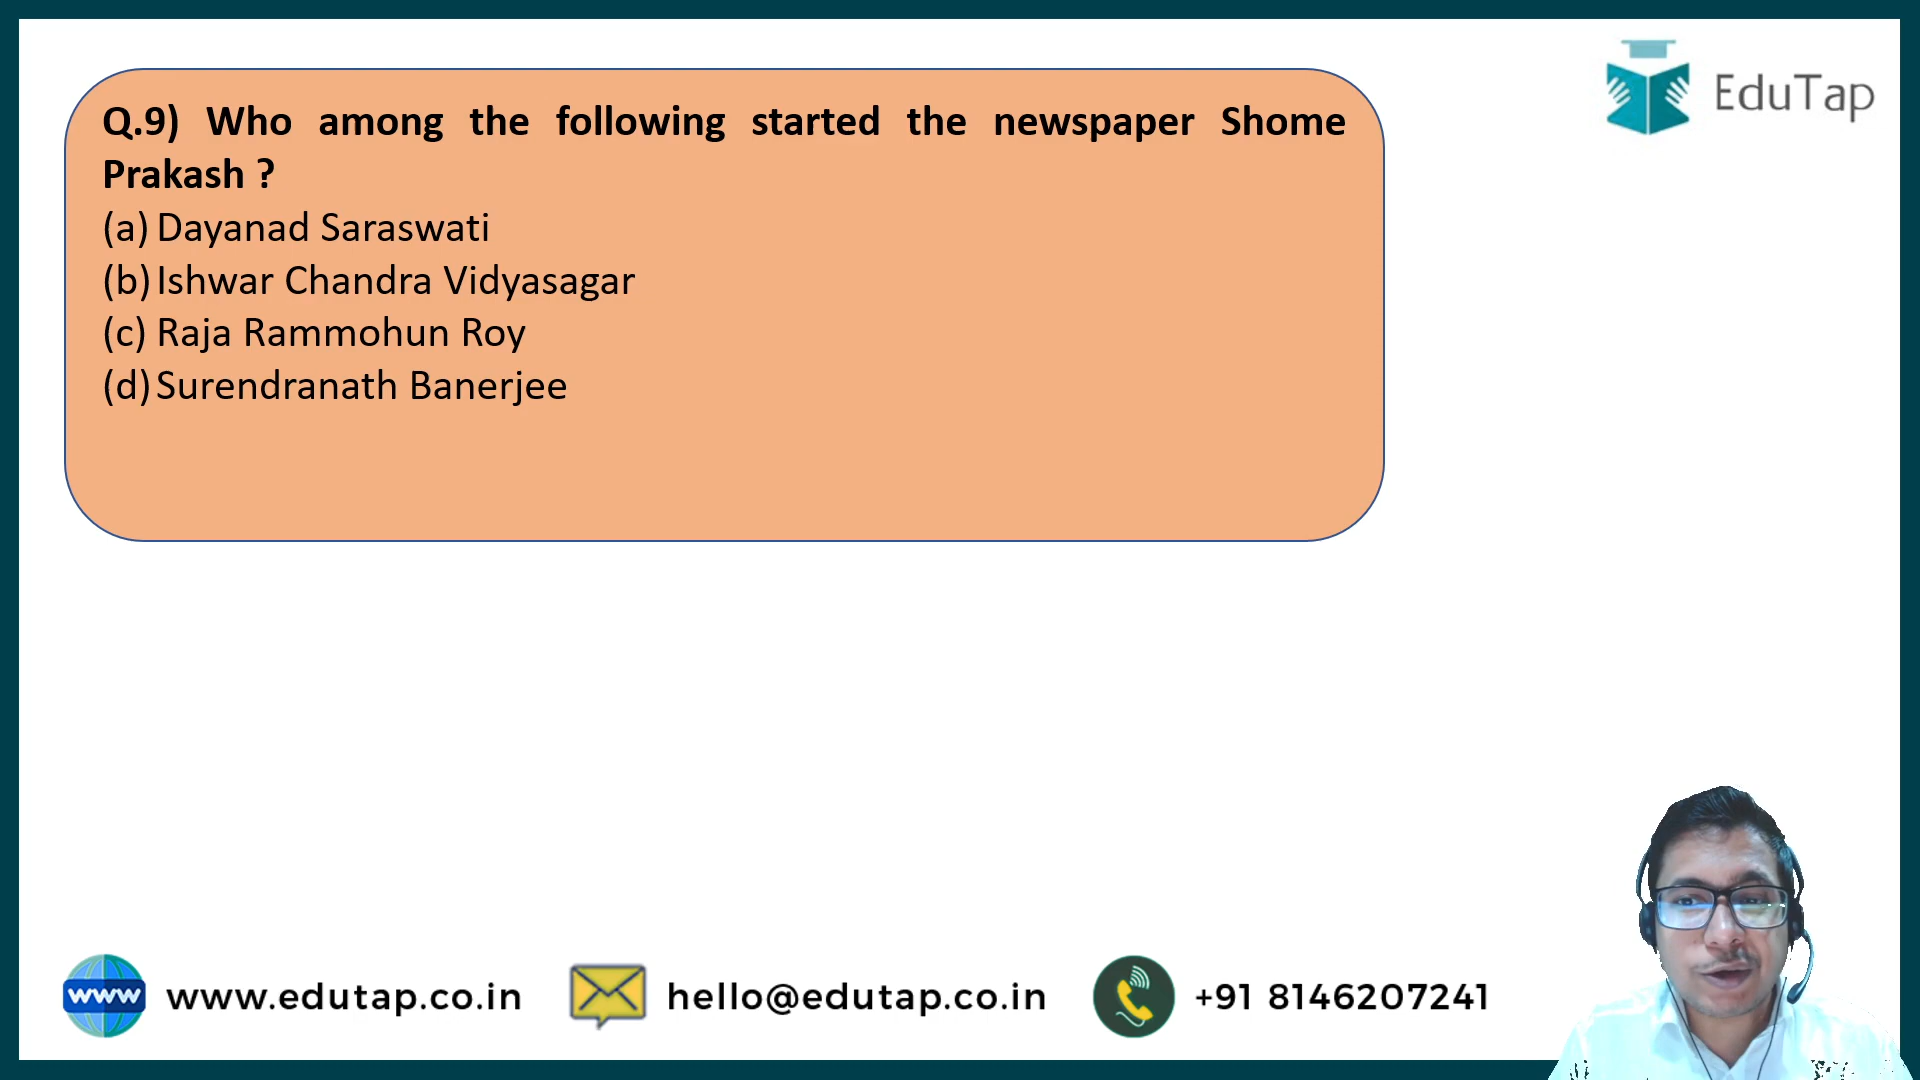 EduTap
Q.9) Who among the following started the newspaper Shome
Prakash ?
(a) Dayanad Saraswati
(b) Ishwar Chandra Vidyasagar
(c) Raja Rammohun Roy
(d) Surendranath Banerjee
www www.edutap.co.in hello@edutap.co.in +91 8146207241